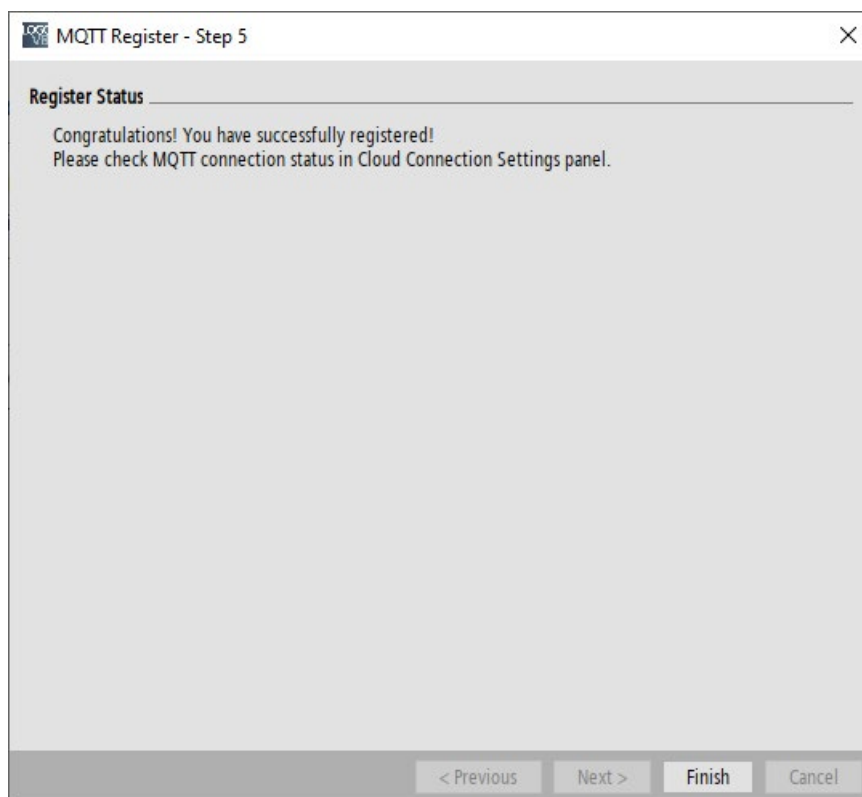 MQTT Register - Step 5
Register Status
Congratulations! You have successfully registered!
Please check MQTT connection status in Cloud Connection Settings panel.
< Previous
Next >
Finish
Cancel